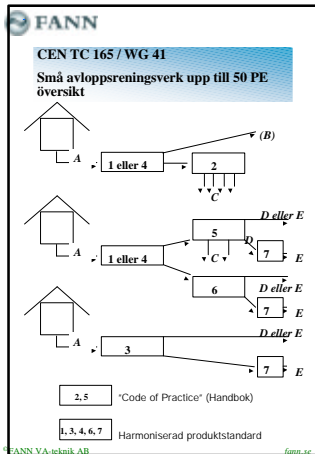 FANN
CEN TC 165 / WG 41
Små avloppsreningsverk upp till 50 PE
översikt
(B)
A
1 eller 4
2
C
D eller E
5
D
A
1 eller 4
C
7
E
D eller E
6
7
E
D eller E
A
3
7
E
2, 5
"Code of Practice" (Handbok)
1, 3, 4, 6, 7
Harmoniserad produktstandard
©FANN VA-teknik AB
fann.se